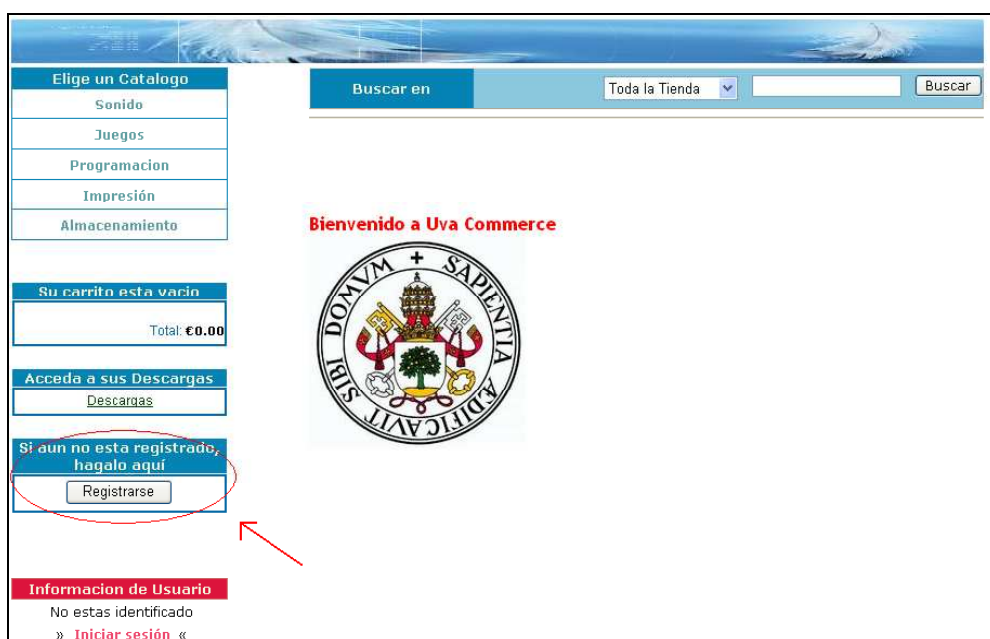 Elige un Catalogo
Sonido
Juegos
Programacion
Impresión
Almacenamiento
Su carrito esta vacio
Total: €0.00
Acceda a sus Descargas
Descargas
Si aun no esta registrado,
hagalo aquí
Registrarse
Informacion de Usuario
No estas identificado
» Iniciar sesión «
Buscar en
Toda la Tienda
Buscar
Bienvenido a Uva Commerce
SAPIENTIA ÆDIFICAVIT SIBI DOMVM